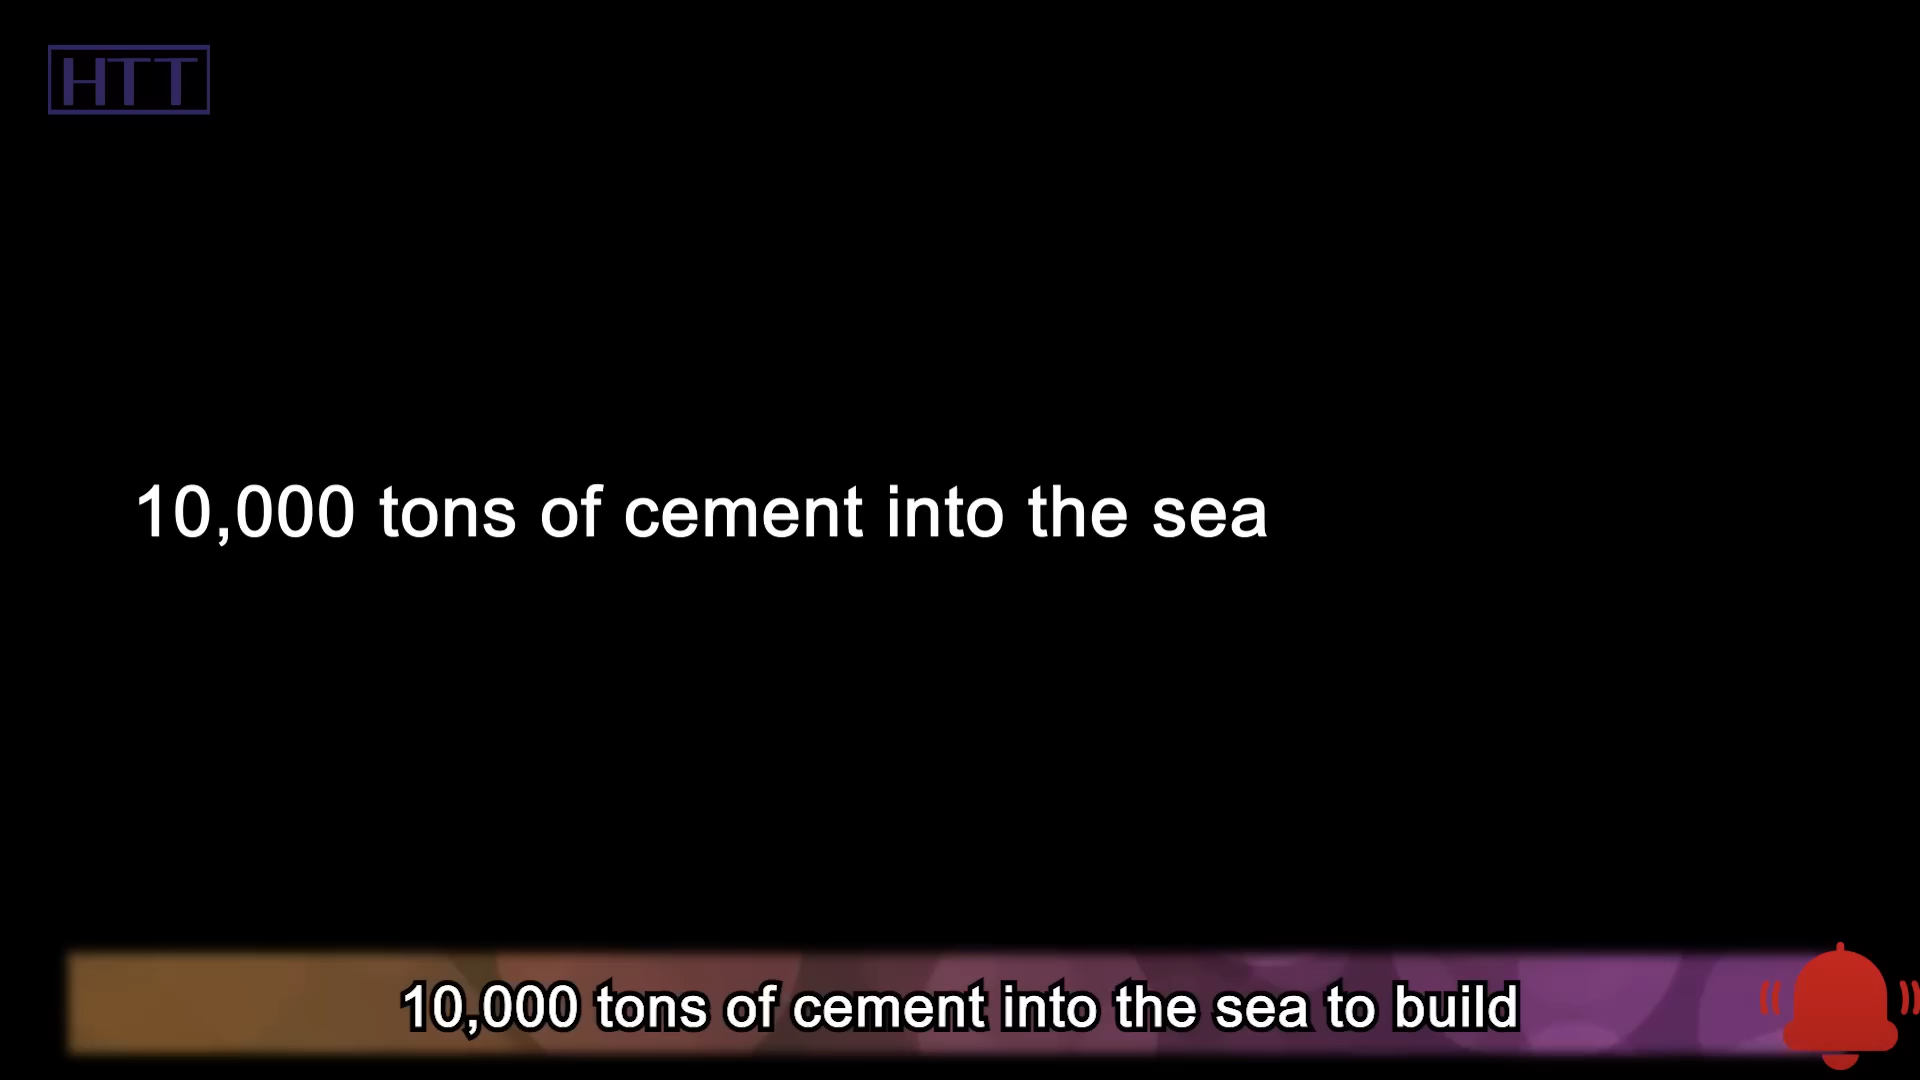 HTT
10,000 tons of cement into the sea
10,000 tons of cement into the sea to build